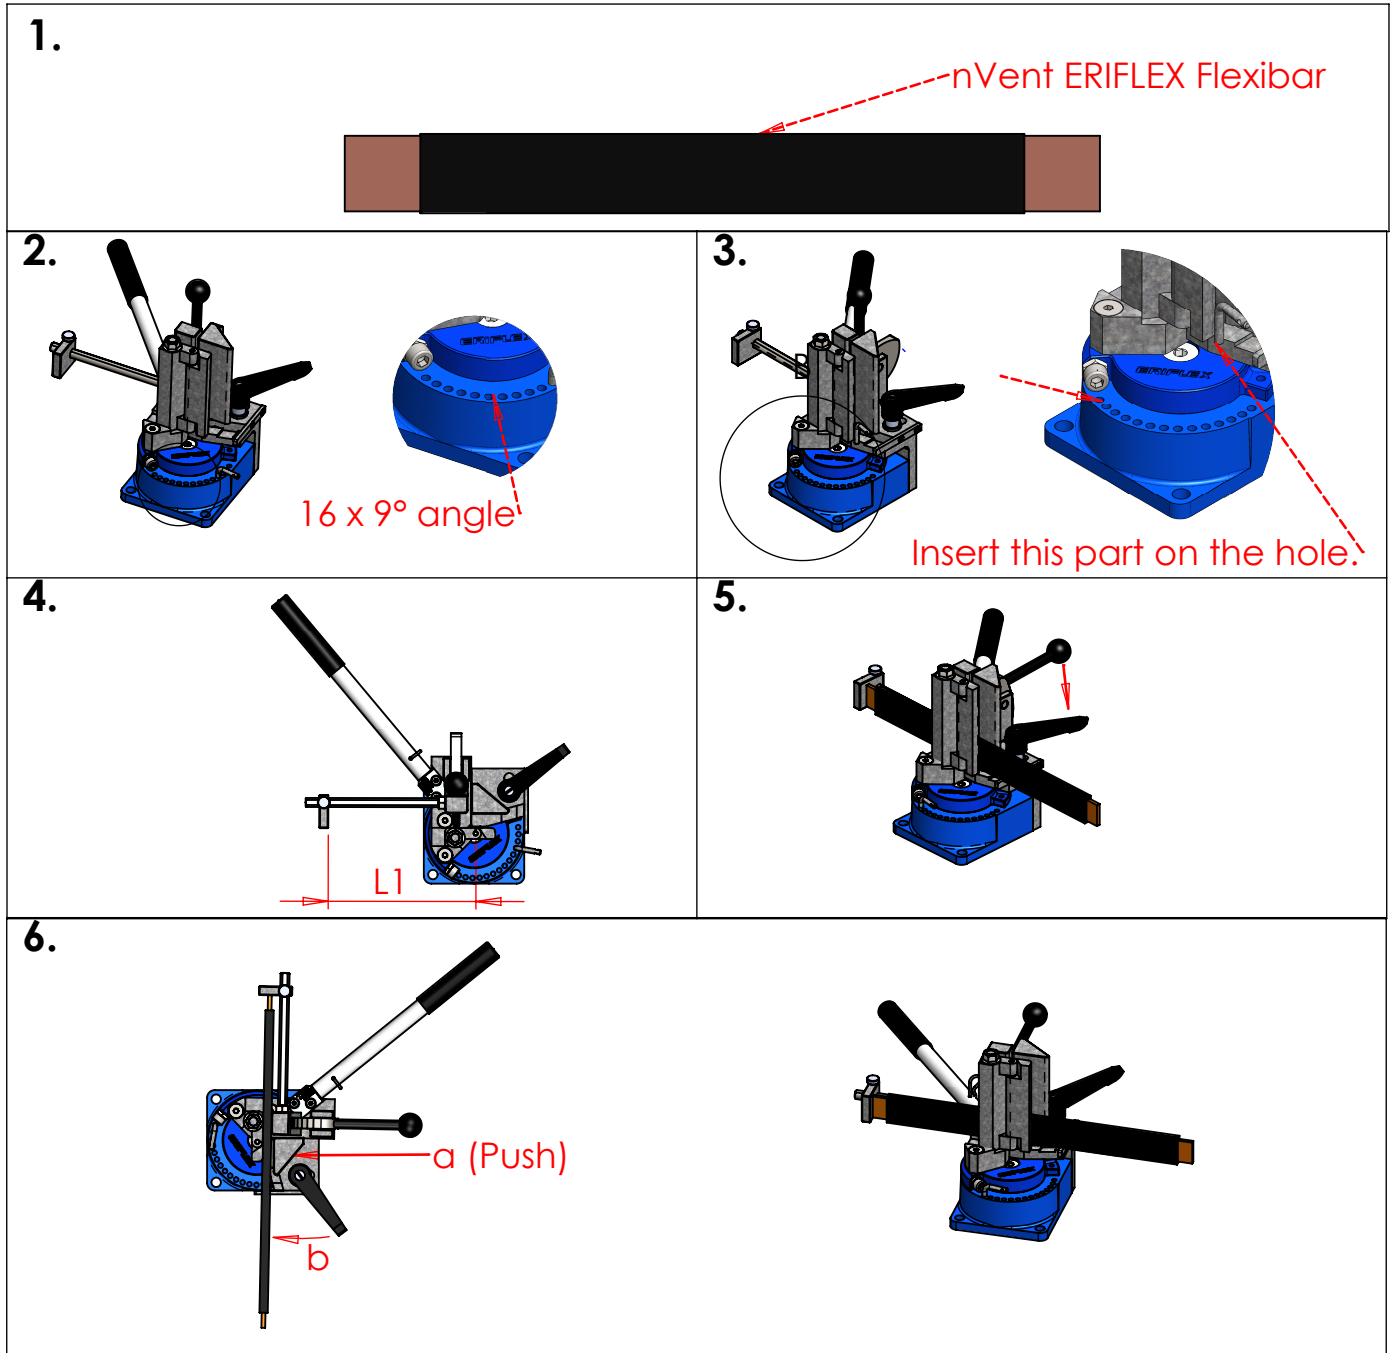 1.
nVent ERIFLEX Flexibar
2.
ERIFLEX
16 x 9° angle
3.
ERIFLEX
Insert this part on the hole.
4.
L1
5.
6.
a (Push)
b